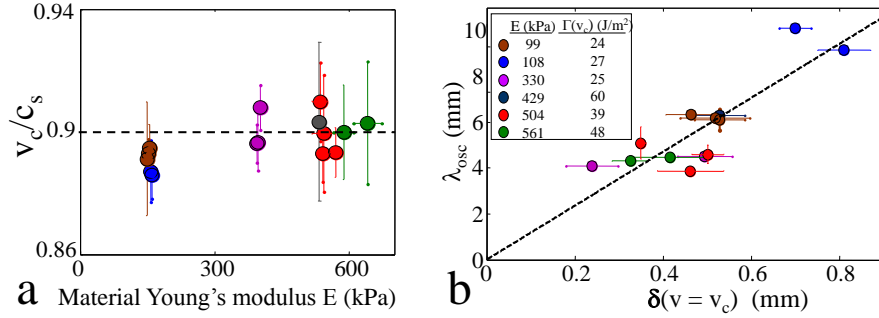 0.94
0.9
0.86
v_c/c_s
0 300 600
Material Young's modulus E (kPa)
a
E (kPa) Γ(v_c) (J/m²)
99 24
108 27
330 25
429 60
504 39
561 48
10
8
6
4
2
0
λ_osc (mm)
0.2 0.4 0.6 0.8
δ(v = v_c) (mm)
b